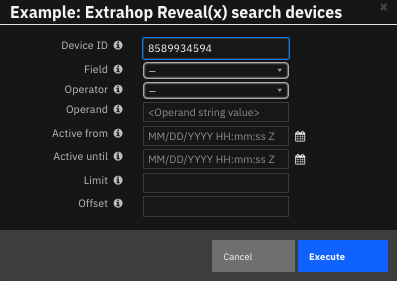 Example: Extrahop Reveal(x) search devices
Device ID 8589934594
Field —
Operator —
Operand <Operand string value>
Active from MM/DD/YYYY HH:mm:ss Z
Active until MM/DD/YYYY HH:mm:ss Z
Limit
Offset
Cancel Execute